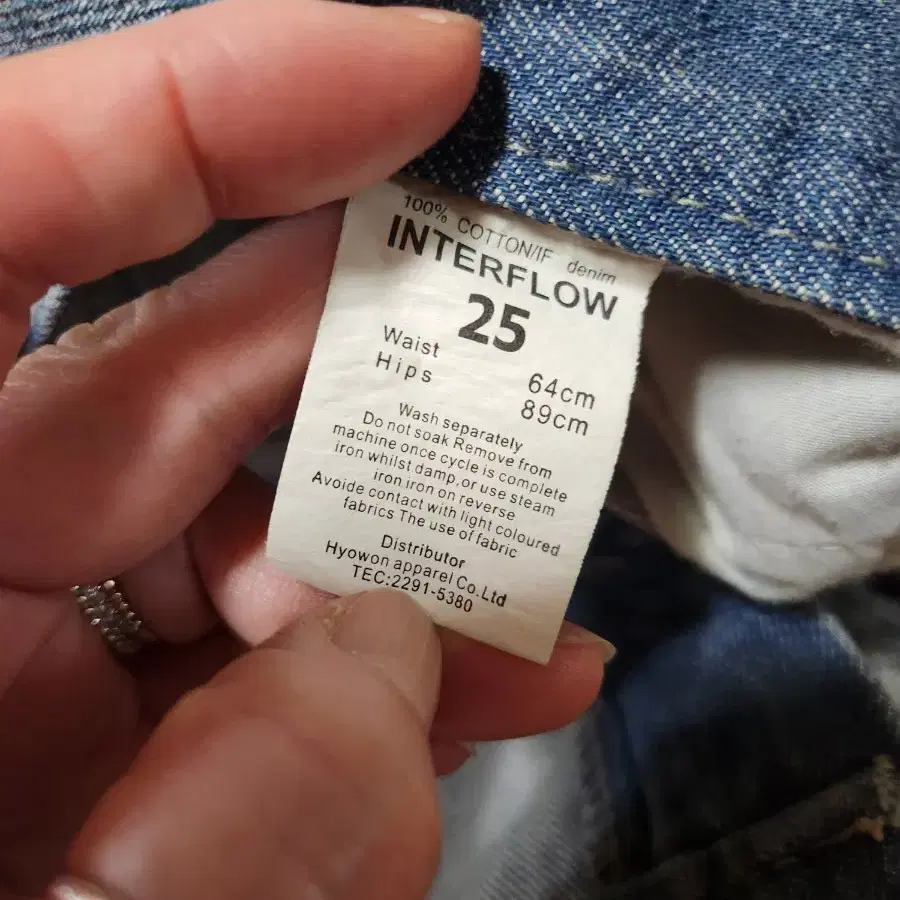 100% COTTON/IF denim
INTERFLOW
25
Waist 64cm
Hips 89cm
Wash separately
Do not soak Remove from
machine once cycle is complete
iron whilst damp,or use steam
iron.iron on reverse
Avoide contact with light coloured
fabrics The use of fabric
Distributor
Hyowon apparel Co.Ltd
TEC:2291-5380